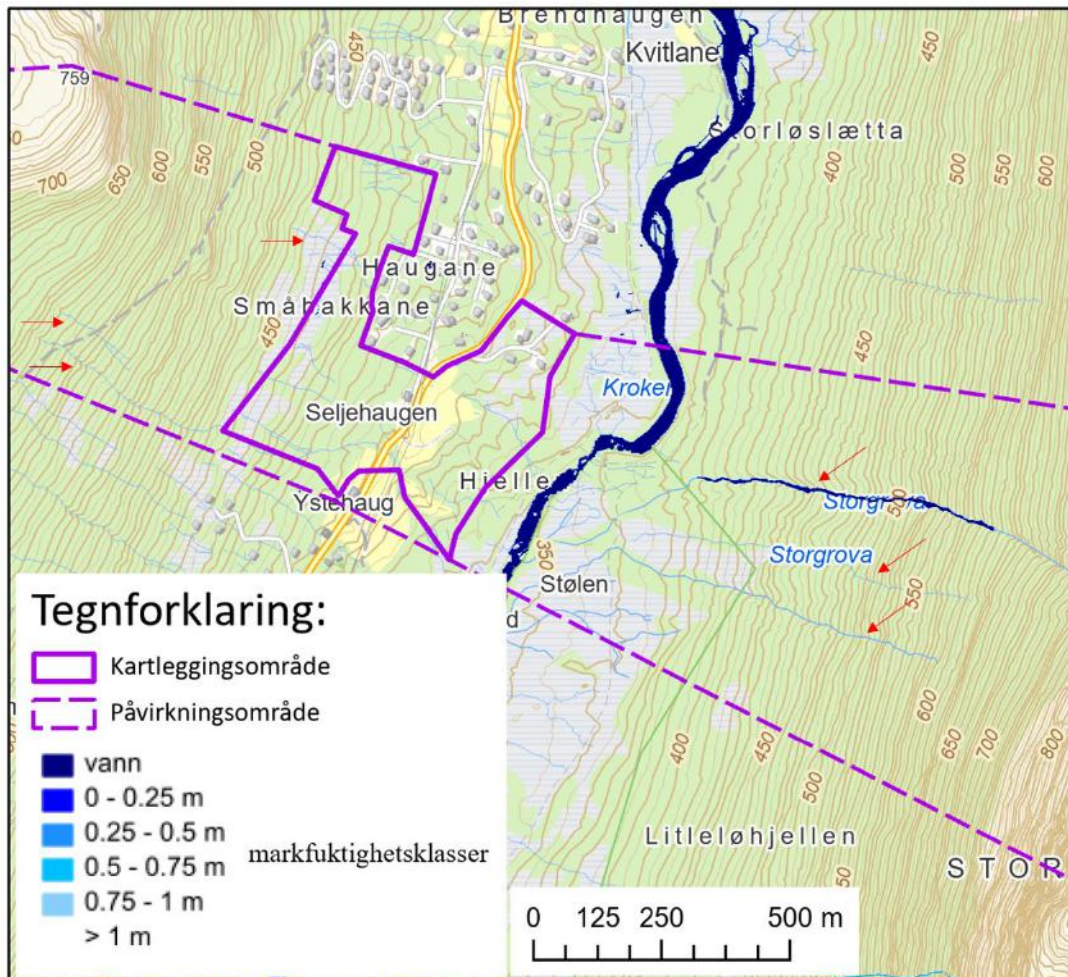 Brendhaugen
450
Kvitlane
450
759
Storløslætta
700
650
600
550
500
400
500
550
600
Haugane
Småbakkane
450
450
Kroken
Seljehaugen
Hjelle
Ystehaug
Storgrova
500
Storgrova
350
550
Stølen
d
600
650
700
800
400
450
500
Litleløhjellen
STOR
Tegnforklaring:
Kartleggingsområde
Påvirkningsområde
vann
0 - 0.25 m
0.25 - 0.5 m
0.5 - 0.75 m
0.75 - 1 m
> 1 m
markfuktighetsklasser
0 125 250 500 m